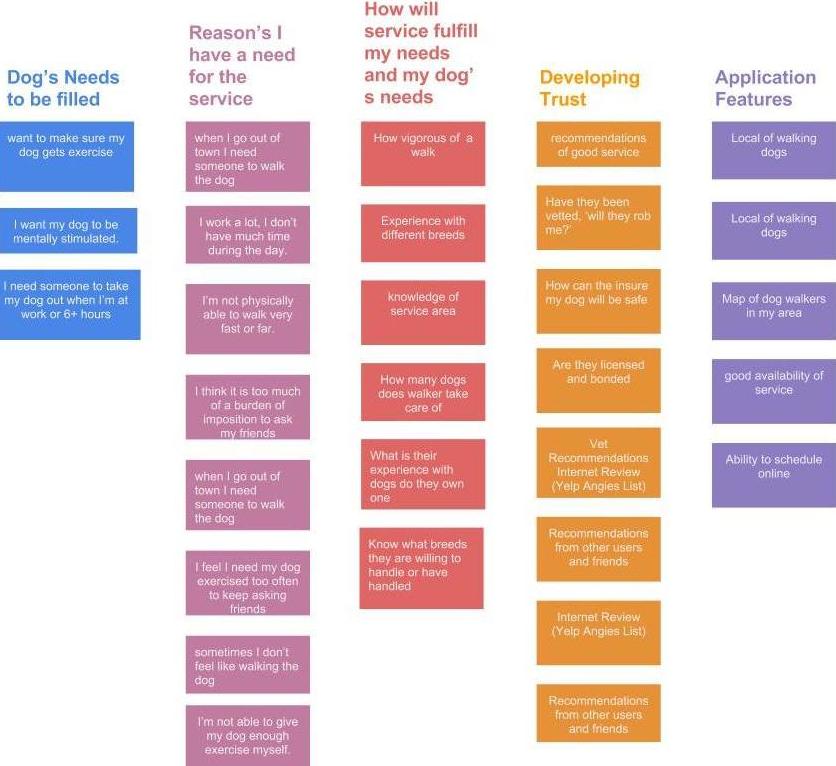 Dog's Needs
to be filled
want to make sure my
dog gets exercise
I want my dog to be
mentally stimulated.
I need someone to take
my dog out when I'm at
work or 6+ hours
Reason's I
have a need
for the
service
when I go out of
town I need
someone to walk
the dog
I work a lot, I don't
have much time
during the day.
I'm not physically
able to walk very
fast or far.
I think it is too much
of a burden of
imposition to ask
my friends
when I go out of
town I need
someone to walk
the dog
I feel I need my dog
exercised too often
to keep asking
friends
sometimes I don't
feel like walking the
dog
I'm not able to give
my dog enough
exercise myself.
How will
service fulfill
my needs
and my dog'
s needs
How vigorous of a
walk
Experience with
different breeds
knowledge of
service area
How many dogs
does walker take
care of
What is their
experience with
dogs do they own
one
Know what breeds
they are willing to
handle or have
handled
Developing
Trust
recommendations
of good service
Have they been
vetted, 'will they rob
me?'
How can the insure
my dog will be safe
Are they licensed
and bonded
Vet
Recommendations
Internet Review
(Yelp Angies List)
Recommendations
from other users
and friends
Internet Review
(Yelp Angies List)
Recommendations
from other users
and friends
Application
Features
Local of walking
dogs
Local of walking
dogs
Map of dog walkers
in my area
good availability of
service
Ability to schedule
online